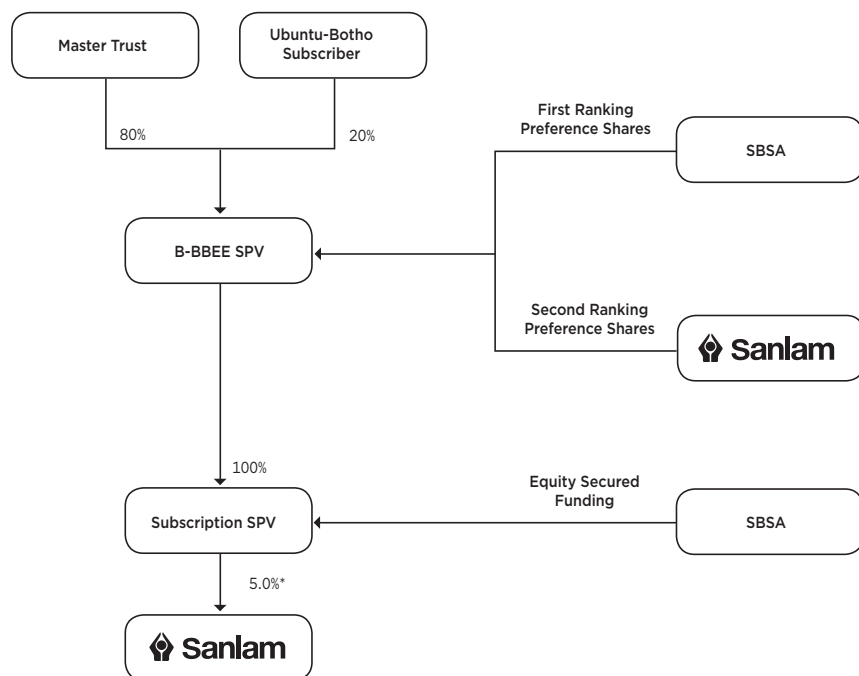 Master Trust
Ubuntu-Botho
Subscriber
80%
20%
First Ranking
Preference Shares
SBSA
B-BBEE SPV
Second Ranking
Preference Shares
Sanlam
100%
Equity Secured
Funding
Subscription SPV
SBSA
5.0%*
Sanlam